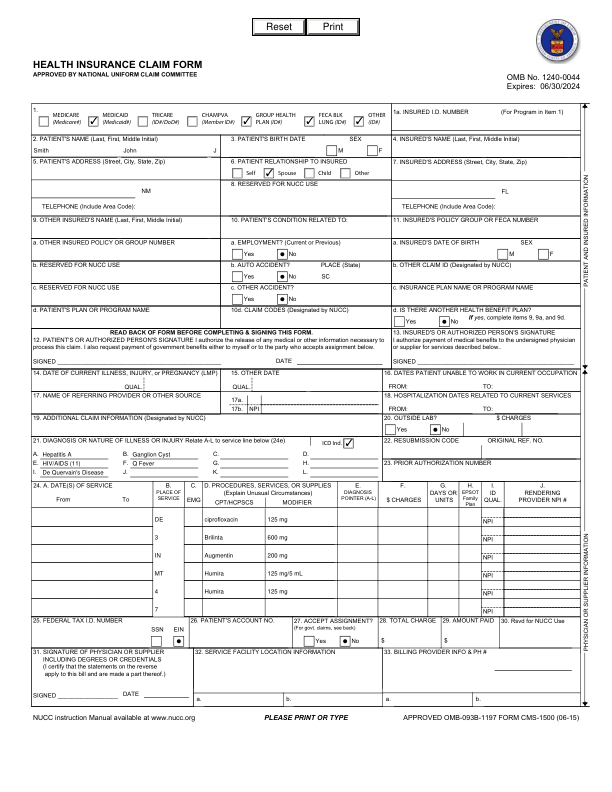 Reset Print
HEALTH INSURANCE CLAIM FORM
APPROVED BY NATIONAL UNIFORM CLAIM COMMITTEE
OMB No. 1240-0044
Expires: 06/30/2024
1. MEDICARE MEDICAID TRICARE CHAMPVA GROUP HEALTH FECA BLK OTHER
(Medicare#) (Medicaid#) (ID#/DoD#) (Member ID#) PLAN (ID#) LUNG (ID#) (ID#)
1a. INSURED I.D. NUMBER (For Program in Item 1)
2. PATIENT'S NAME (Last, First, Middle Initial)
Smith John J
3. PATIENT'S BIRTH DATE SEX
M F
4. INSURED'S NAME (Last, First, Middle Initial)
5. PATIENT'S ADDRESS (Street, City, State, Zip)
NM
TELEPHONE (Include Area Code):
6. PATIENT RELATIONSHIP TO INSURED
Self Spouse Child Other
7. INSURED'S ADDRESS (Street, City, State, Zip)
FL
TELEPHONE (Include Area Code):
8. RESERVED FOR NUCC USE
9. OTHER INSURED'S NAME (Last, First, Middle Initial)
10. PATIENT'S CONDITION RELATED TO:
11. INSURED'S POLICY GROUP OR FECA NUMBER
a. OTHER INSURED POLICY OR GROUP NUMBER
a. EMPLOYMENT? (Current or Previous)
Yes No
a. INSURED'S DATE OF BIRTH SEX
M F
b. RESERVED FOR NUCC USE
b. AUTO ACCIDENT? PLACE (State)
Yes No SC
b. OTHER CLAIM ID (Designated by NUCC)
c. RESERVED FOR NUCC USE
c. OTHER ACCIDENT?
Yes No
c. INSURANCE PLAN NAME OR PROGRAM NAME
d. PATIENT'S PLAN OR PROGRAM NAME
10d. CLAIM CODES (Designated by NUCC)
d. IS THERE ANOTHER HEALTH BENEFIT PLAN?
Yes No If yes, complete items 9, 9a, and 9d.
READ BACK OF FORM BEFORE COMPLETING & SIGNING THIS FORM.
12. PATIENT'S OR AUTHORIZED PERSON'S SIGNATURE I authorize the release of any medical or other information necessary to
process this claim. I also request payment of government benefits either to myself or to the party who accepts assignment below.
SIGNED DATE
13. INSURED'S OR AUTHORIZED PERSON'S SIGNATURE
I authorize payment of medical benefits to the undersigned physician
or supplier for services described below.
SIGNED
PATIENT AND INSURED INFORMATION
14. DATE OF CURRENT ILLNESS, INJURY, or PREGNANCY (LMP)
QUAL.
15. OTHER DATE
QUAL.
16. DATES PATIENT UNABLE TO WORK IN CURRENT OCCUPATION
FROM: TO:
17. NAME OF REFERRING PROVIDER OR OTHER SOURCE
17a.
17b. NPI
18. HOSPITALIZATION DATES RELATED TO CURRENT SERVICES
FROM: TO:
19. ADDITIONAL CLAIM INFORMATION (Designated by NUCC)
20. OUTSIDE LAB? $ CHARGES
Yes No
21. DIAGNOSIS OR NATURE OF ILLNESS OR INJURY Relate A-L to service line below (24e) ICD Ind.
A. Hepatitis A B. Ganglion Cyst C. D.
E. HIV/AIDS (11) F. Q Fever G. H.
I. De Quervain's Disease J. K. L.
22. RESUBMISSION CODE ORIGINAL REF. NO.
23. PRIOR AUTHORIZATION NUMBER
24. A. DATE(S) OF SERVICE
From To
B. PLACE OF SERVICE
C. EMG
D. PROCEDURES, SERVICES, OR SUPPLIES
(Explain Unusual Circumstances)
CPT/HCPSCS MODIFIER
E. DIAGNOSIS POINTER (A-L)
F. $ CHARGES
G. DAYS OR UNITS
H. EPSOT Family Plan
I. ID QUAL.
J. RENDERING PROVIDER NPI #
DE ciprofloxacin 125 mg NPI
3 Brilinta 600 mg NPI
IN Augmentin 200 mg NPI
MT Humira 125 mg/5 mL NPI
4 Humira 125 mg NPI
7 NPI
25. FEDERAL TAX I.D. NUMBER SSN EIN
26. PATIENT'S ACCOUNT NO.
27. ACCEPT ASSIGNMENT?
(For govt. claims, see back)
Yes No
28. TOTAL CHARGE
$
29. AMOUNT PAID
$
30. Rsvd for NUCC Use
31. SIGNATURE OF PHYSICIAN OR SUPPLIER
INCLUDING DEGREES OR CREDENTIALS
(I certify that the statements on the reverse
apply to this bill and are made a part thereof.)
SIGNED DATE
32. SERVICE FACILITY LOCATION INFORMATION
a. b.
33. BILLING PROVIDER INFO & PH #
a. b.
PHYSICIAN OR SUPPLIER INFORMATION
NUCC instruction Manual available at www.nucc.org PLEASE PRINT OR TYPE APPROVED OMB-093B-1197 FORM CMS-1500 (06-15)